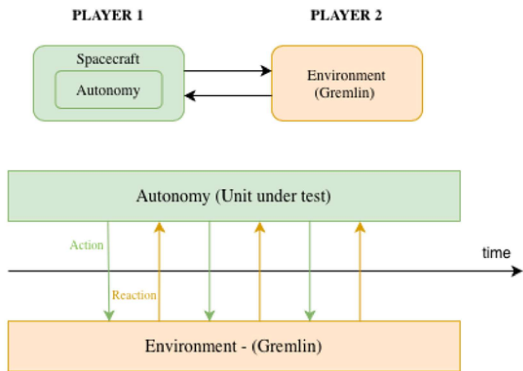 PLAYER 1
PLAYER 2
Spacecraft
Autonomy
Environment
(Gremlin)
Autonomy (Unit under test)
Action
time
Reaction
Environment - (Gremlin)